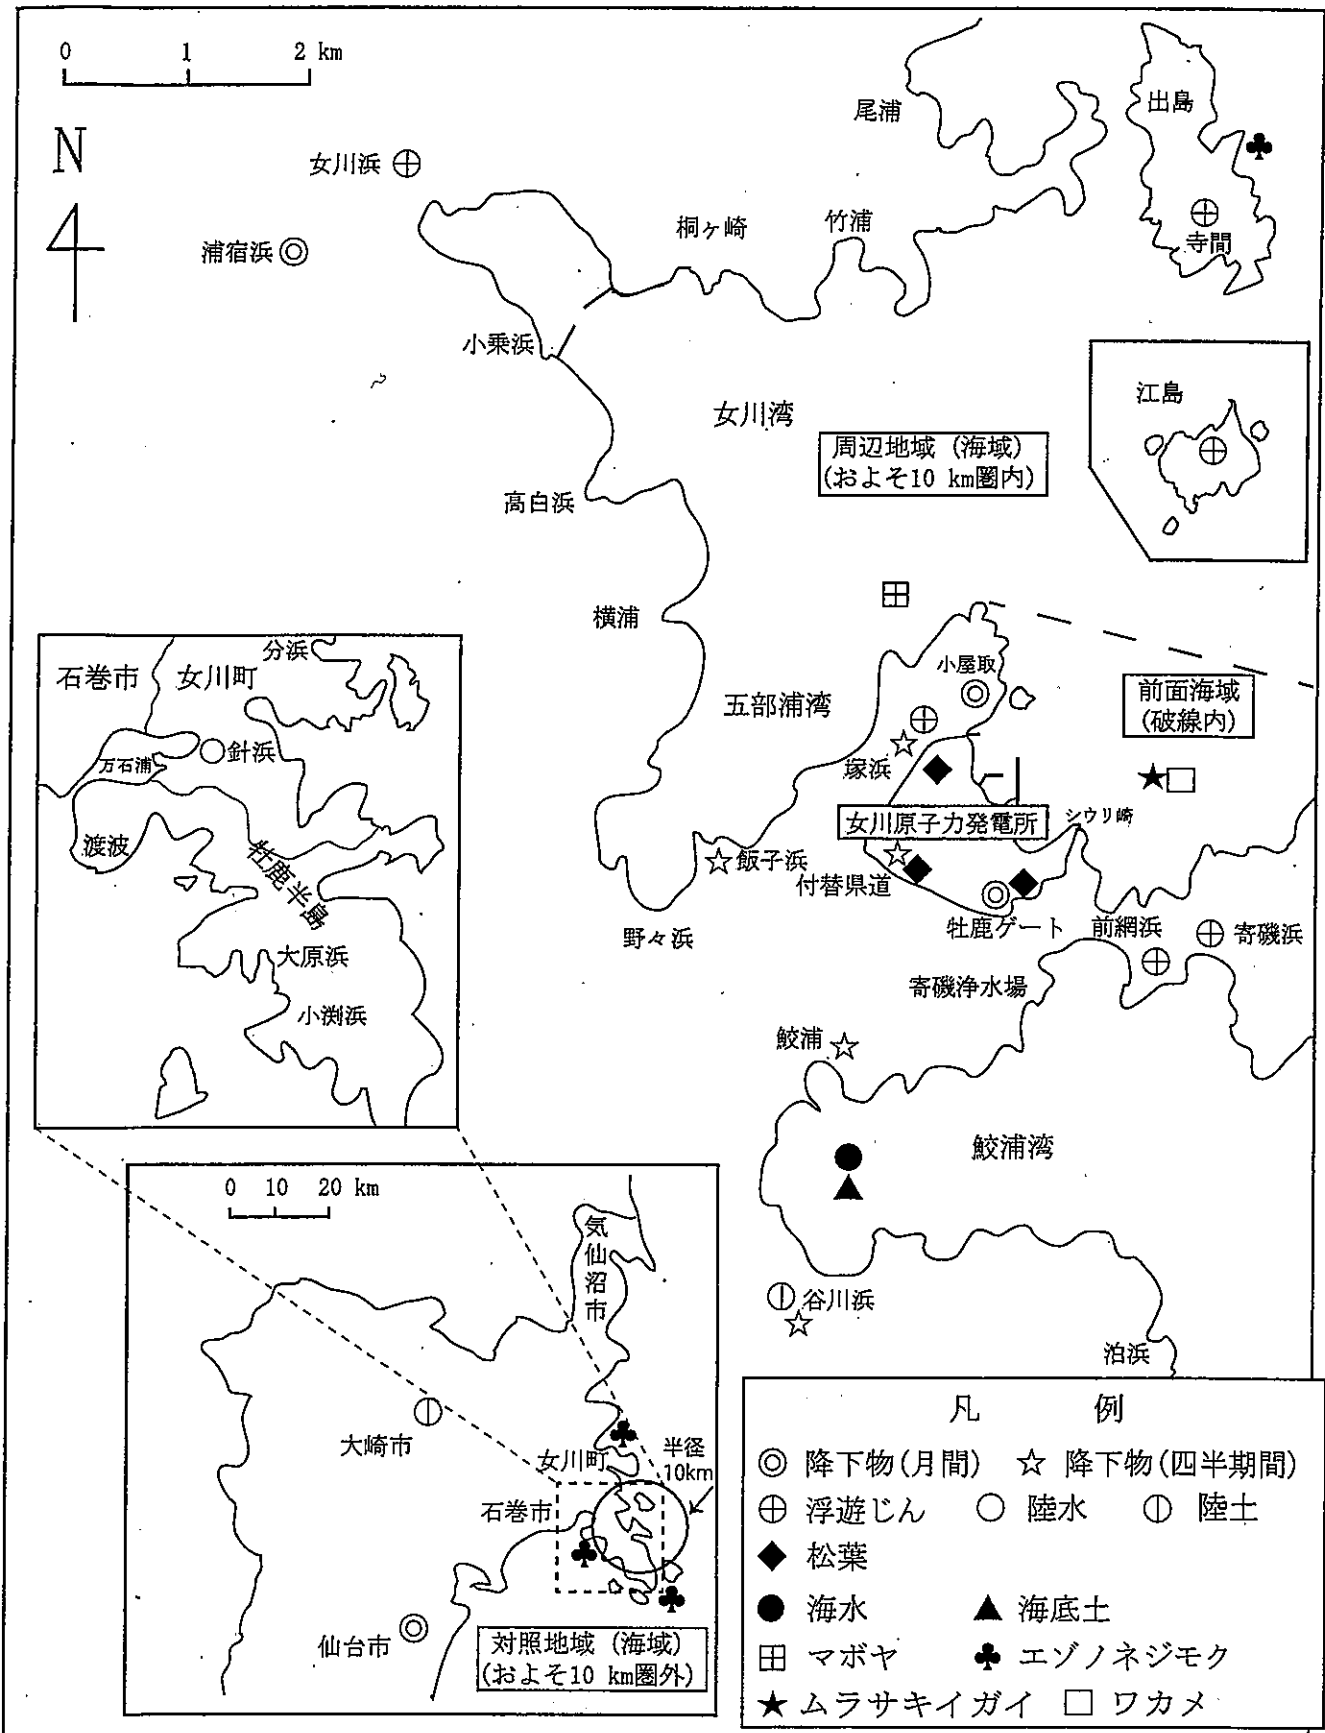 0 1 2 km
N
女川浜
浦宿浜
尾浦
出島
寺間
桐ヶ崎
竹浦
小乗浜
女川湾
江島
周辺地域 (海域)
(およそ10 km圏内)
高白浜
横浦
小屋取
五部浦湾
前面海域
(破線内)
塚浜
女川原子力発電所
シウリ崎
飯子浜
付替県道
野々浜
牡鹿ゲート
前網浜
寄磯浜
寄磯浄水場
鮫浦
鮫浦湾
谷川浜
泊浜
石巻市
女川町
分浜
針浜
万石浦
渡波
牡鹿半島
大原浜
小渕浜
0 10 20 km
気仙沼市
大崎市
女川町
半径
10km
石巻市
仙台市
対照地域 (海域)
(およそ10 km圏外)
凡 例
◎ 降下物(月間) ☆ 降下物(四半期間)
⊕ 浮遊じん ○ 陸水 ⦶ 陸土
◆ 松葉
● 海水 ▲ 海底土
田 マボヤ ♣ エゾノネジモク
★ ムラサキイガイ □ ワカメ